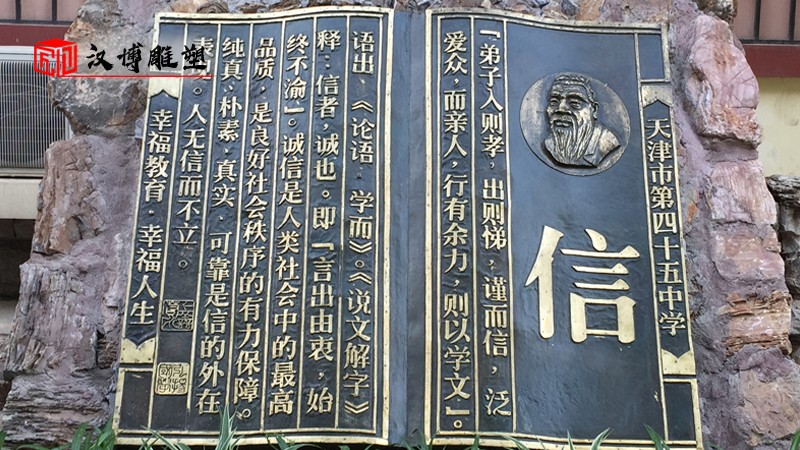 天津市第四十五中学
信
「弟子入则孝,出则悌,谨而信,泛
爱众,而亲人,行有余力,则以学文」。
语出《论语·学而》。《说文解字》
释:信者,诚也。即「言出由衷,始
终不渝」。诚信是人类社会中的最高
品质,是良好社会秩序的有力保障。
纯真、朴素、真实、可靠是信的外在
表。人无信而不立。
幸福教育·幸福人生
汉博雕塑